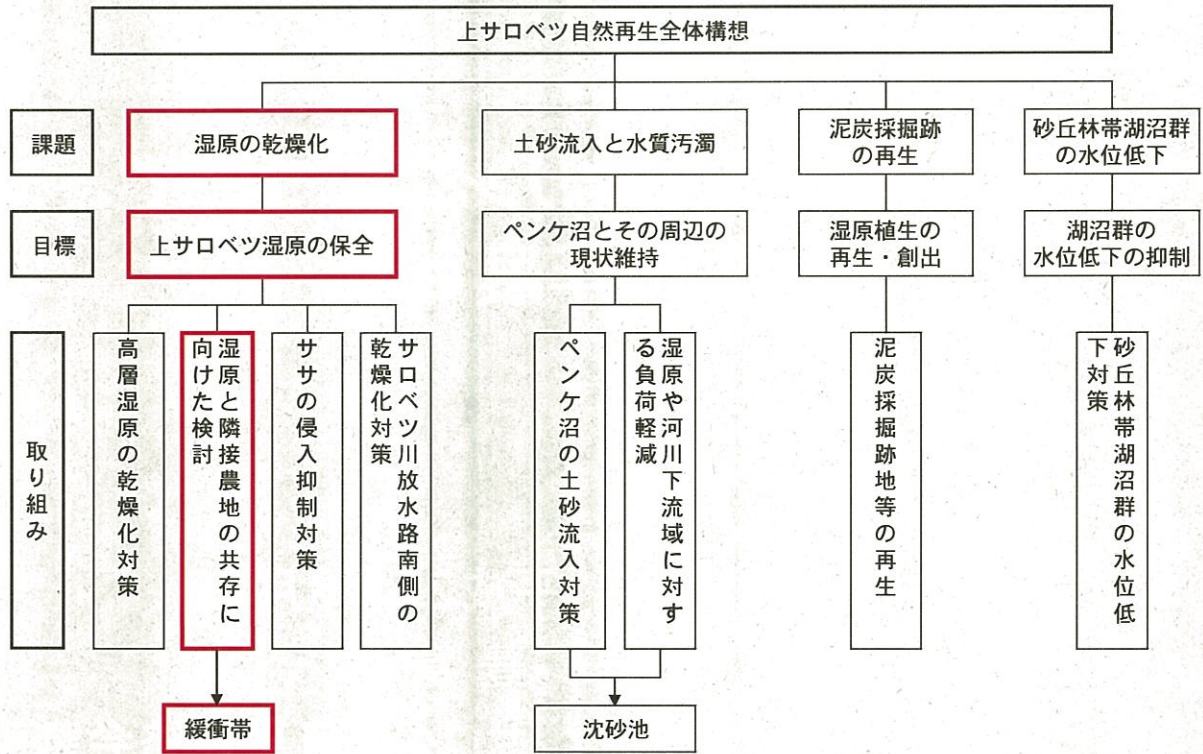 上サロベツ自然再生全体構想
課題
湿原の乾燥化
土砂流入と水質汚濁
泥炭採掘跡
の再生
砂丘林帯湖沼群
の水位低下
目標
上サロベツ湿原の保全
ペンケ沼とその周辺の
現状維持
湿原植生の
再生・創出
湖沼群の
水位低下の抑制
取り組み
高層湿原の乾燥化対策
湿原と隣接農地の共存に
向けた検討
ササの侵入抑制対策
サロベツ川放水路南側の
乾燥化対策
ペンケ沼の土砂流入対策
湿原や河川下流域に対す
る負荷軽減
泥炭採掘跡地等の再生
砂丘林帯湖沼群の水位低
下対策
緩衝帯
沈砂池